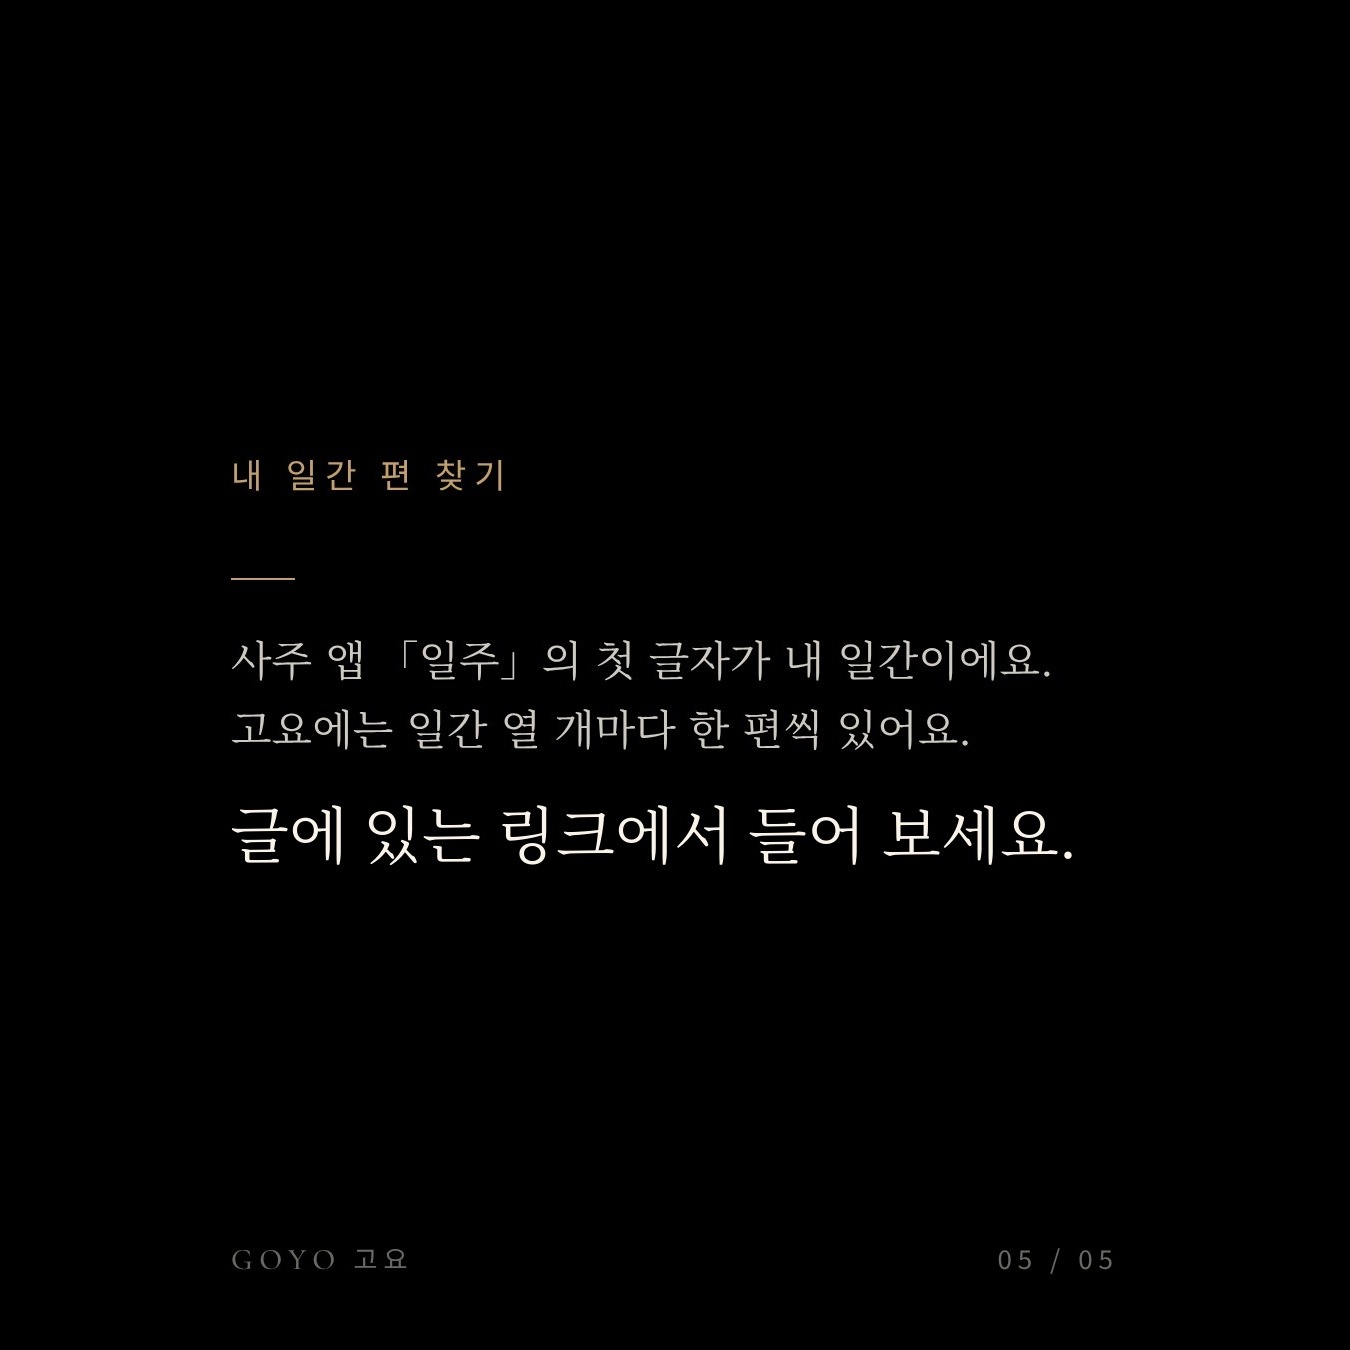 내 일간 편 찾기
사주 앱 「일주」의 첫 글자가 내 일간이에요.
고요에는 일간 열 개마다 한 편씩 있어요.
글에 있는 링크에서 들어 보세요.
GOYO 고요
05 / 05